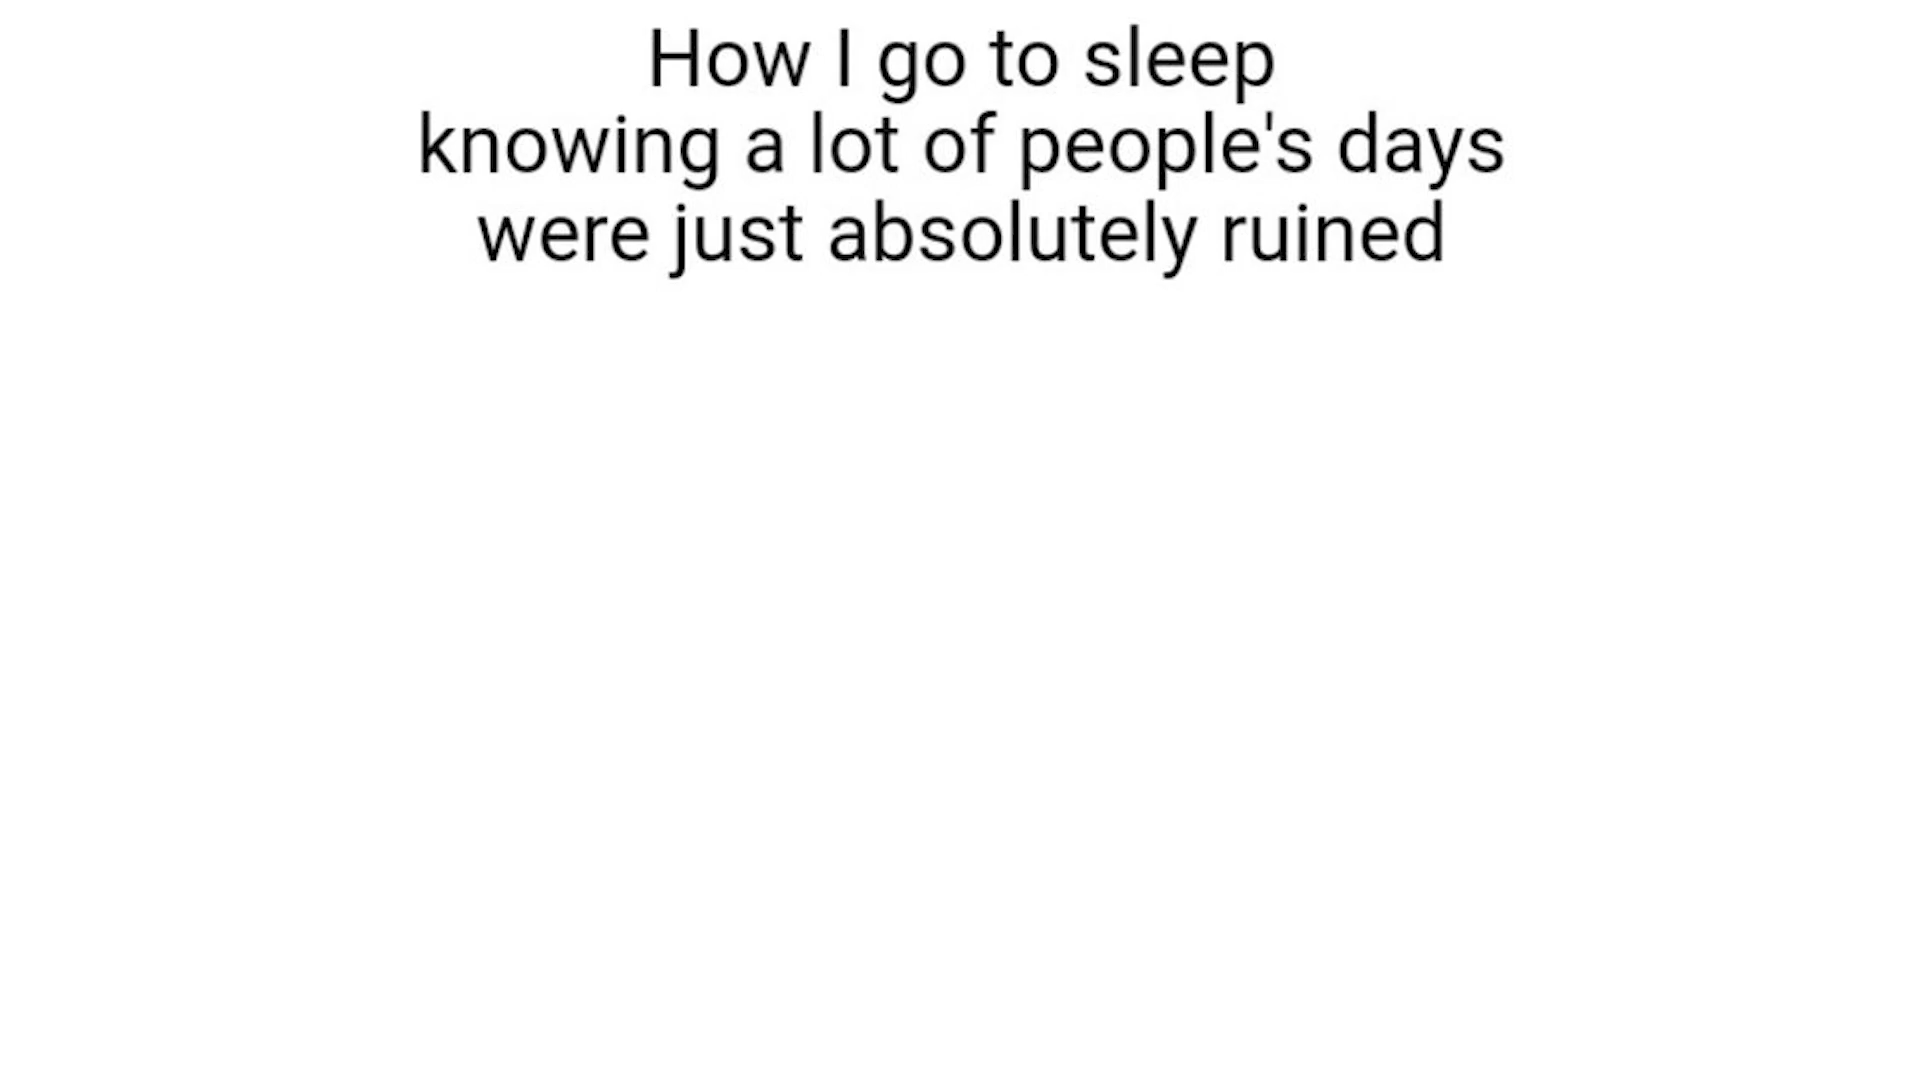 How I go to sleep
knowing a lot of people's days
were just absolutely ruined